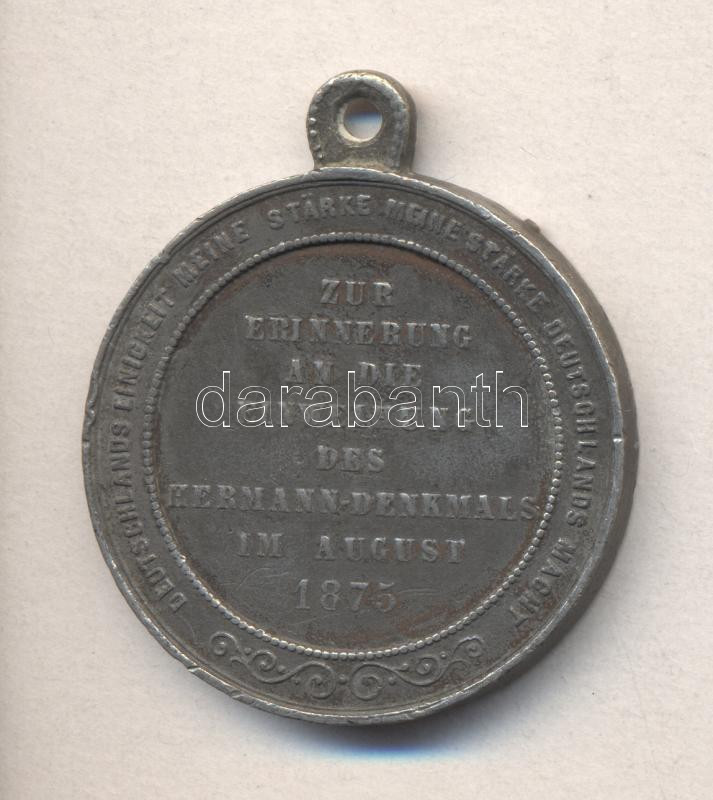 DEUTSCHLANDS EINIGKEIT MEINE STÄRKE · MEINE STÄRKE DEUTSCHLANDS MACHT
ZUR
ERINNERUNG
AN DIE
darabanth
DES
HERMANN-DENKMALS
IM AUGUST
1875